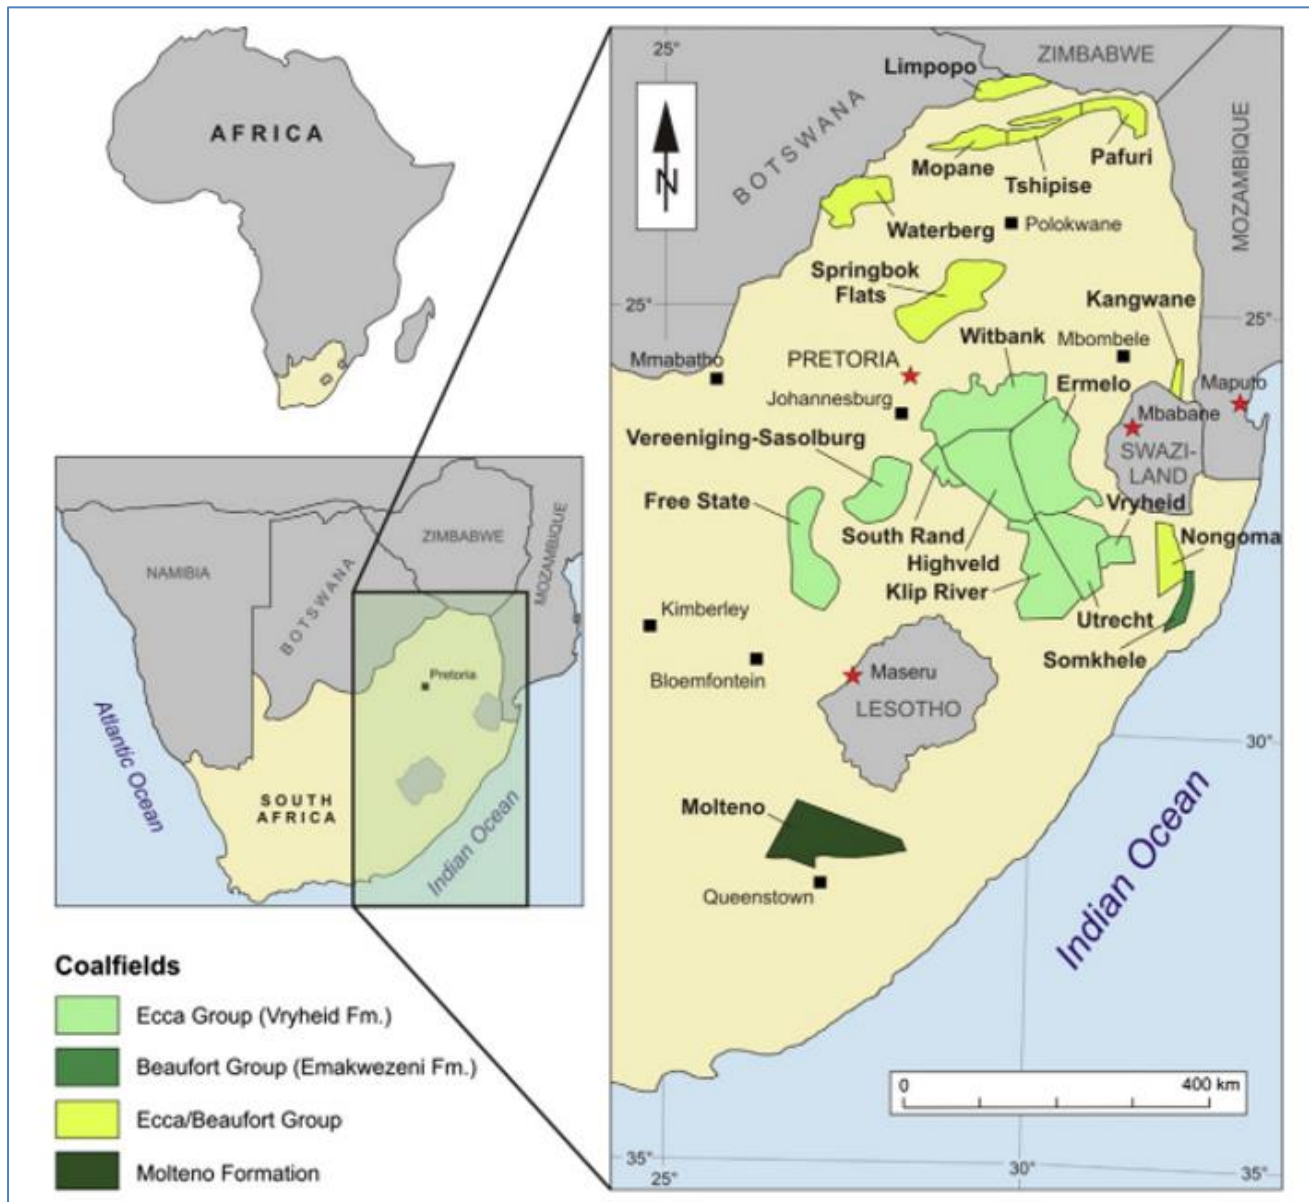 AFRICA
NAMIBIA
BOTSWANA
ZIMBABWE
MOZAMBIQUE
Pretoria
SOUTH
AFRICA
Atlantic Ocean
Indian Ocean
Coalfields
Ecca Group (Vryheid Fm.)
Beaufort Group (Emakwezeni Fm.)
Ecca/Beaufort Group
Molteno Formation
25°
ZIMBABWE
Limpopo
BOTSWANA
MOZAMBIQUE
N
Mopane
Pafuri
Tshipise
Waterberg
Polokwane
Springbok
Flats
25°
Kangwane
25°
Witbank
Mbombele
Mmabatho
PRETORIA
Ermelo
Maputo
Johannesburg
Mbabane
Vereeniging-Sasolburg
SWAZI-
LAND
Free State
Vryheid
South Rand
Nongoma
Highveld
Klip River
Kimberley
Utrecht
Somkhele
Bloemfontein
Maseru
LESOTHO
30°
Molteno
Queenstown
Indian Ocean
0
400 km
35°
25°
30°
35°